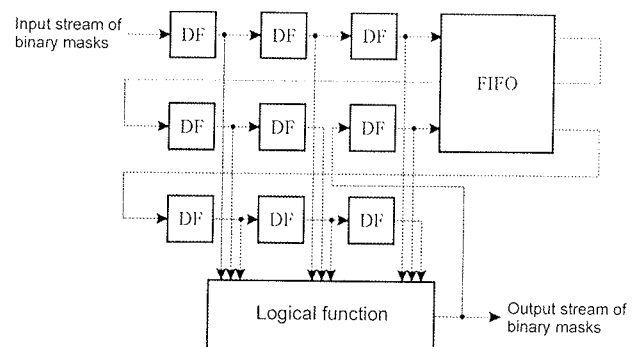 Input stream of
binary masks
DF
DF
DF
FIFO
DF
DF
DF
DF
DF
DF
Logical function
Output stream of
binary masks